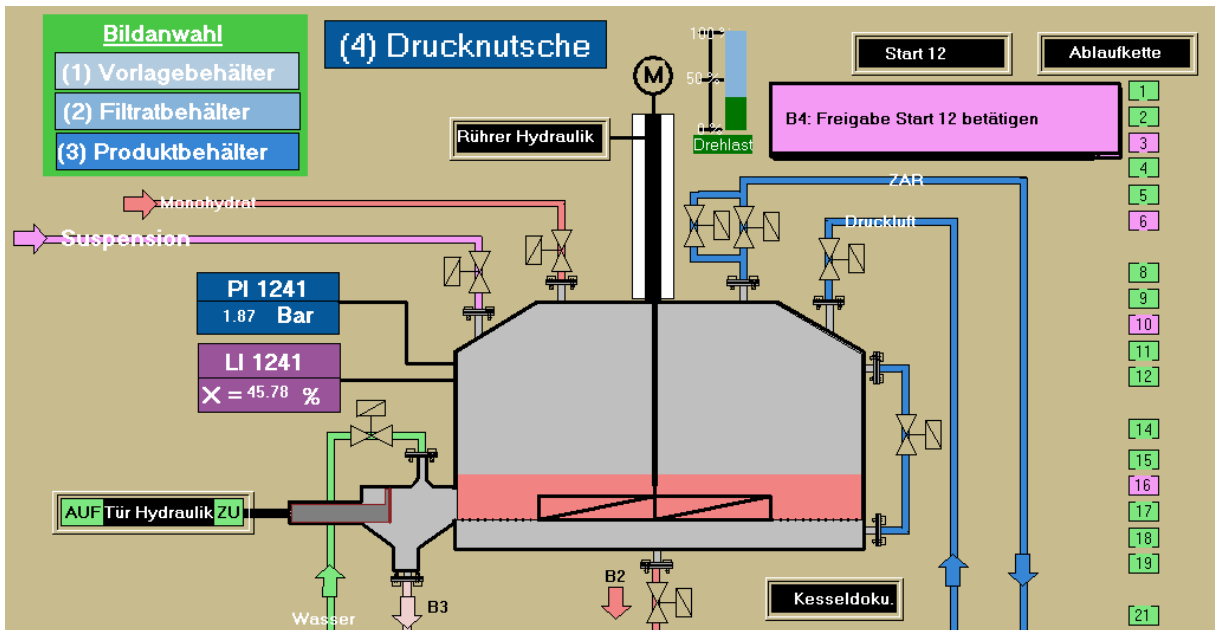 Bildanwahl
(1) Vorlagebehälter
(2) Filtratbehälter
(3) Produktbehälter
(4) Drucknutsche
M
Rührer Hydraulik
100 %
50 %
0 %
Drehlast
Start 12
Ablaufkette
B4: Freigabe Start 12 betätigen
1
2
3
4
5
6
8
9
10
11
12
14
15
16
17
18
19
21
Monohydrat
Suspension
ZAR
Druckluft
PI 1241
1.87 Bar
LI 1241
X = 45.78 %
AUF Tür Hydraulik ZU
Wasser
B3
B2
Kesseldoku.